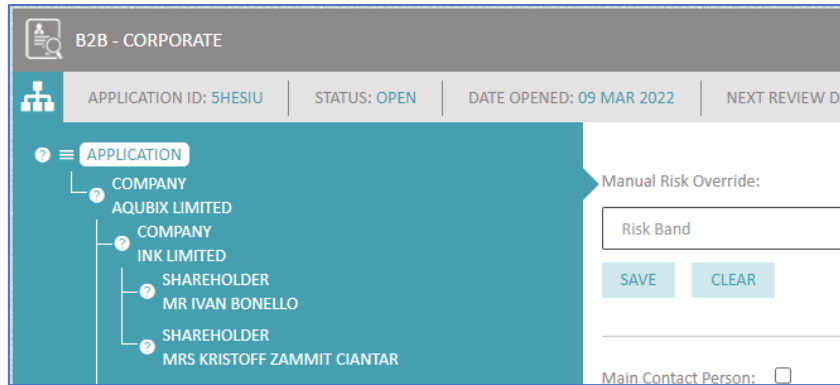 B2B - CORPORATE
APPLICATION ID: 5HESIU STATUS: OPEN DATE OPENED: 09 MAR 2022 NEXT REVIEW D
? APPLICATION
? COMPANY
AQUBIX LIMITED
? COMPANY
INK LIMITED
? SHAREHOLDER
MR IVAN BONELLO
? SHAREHOLDER
MRS KRISTOFF ZAMMIT CIANTAR
Manual Risk Override:
Risk Band
SAVE CLEAR
Main Contact Person: